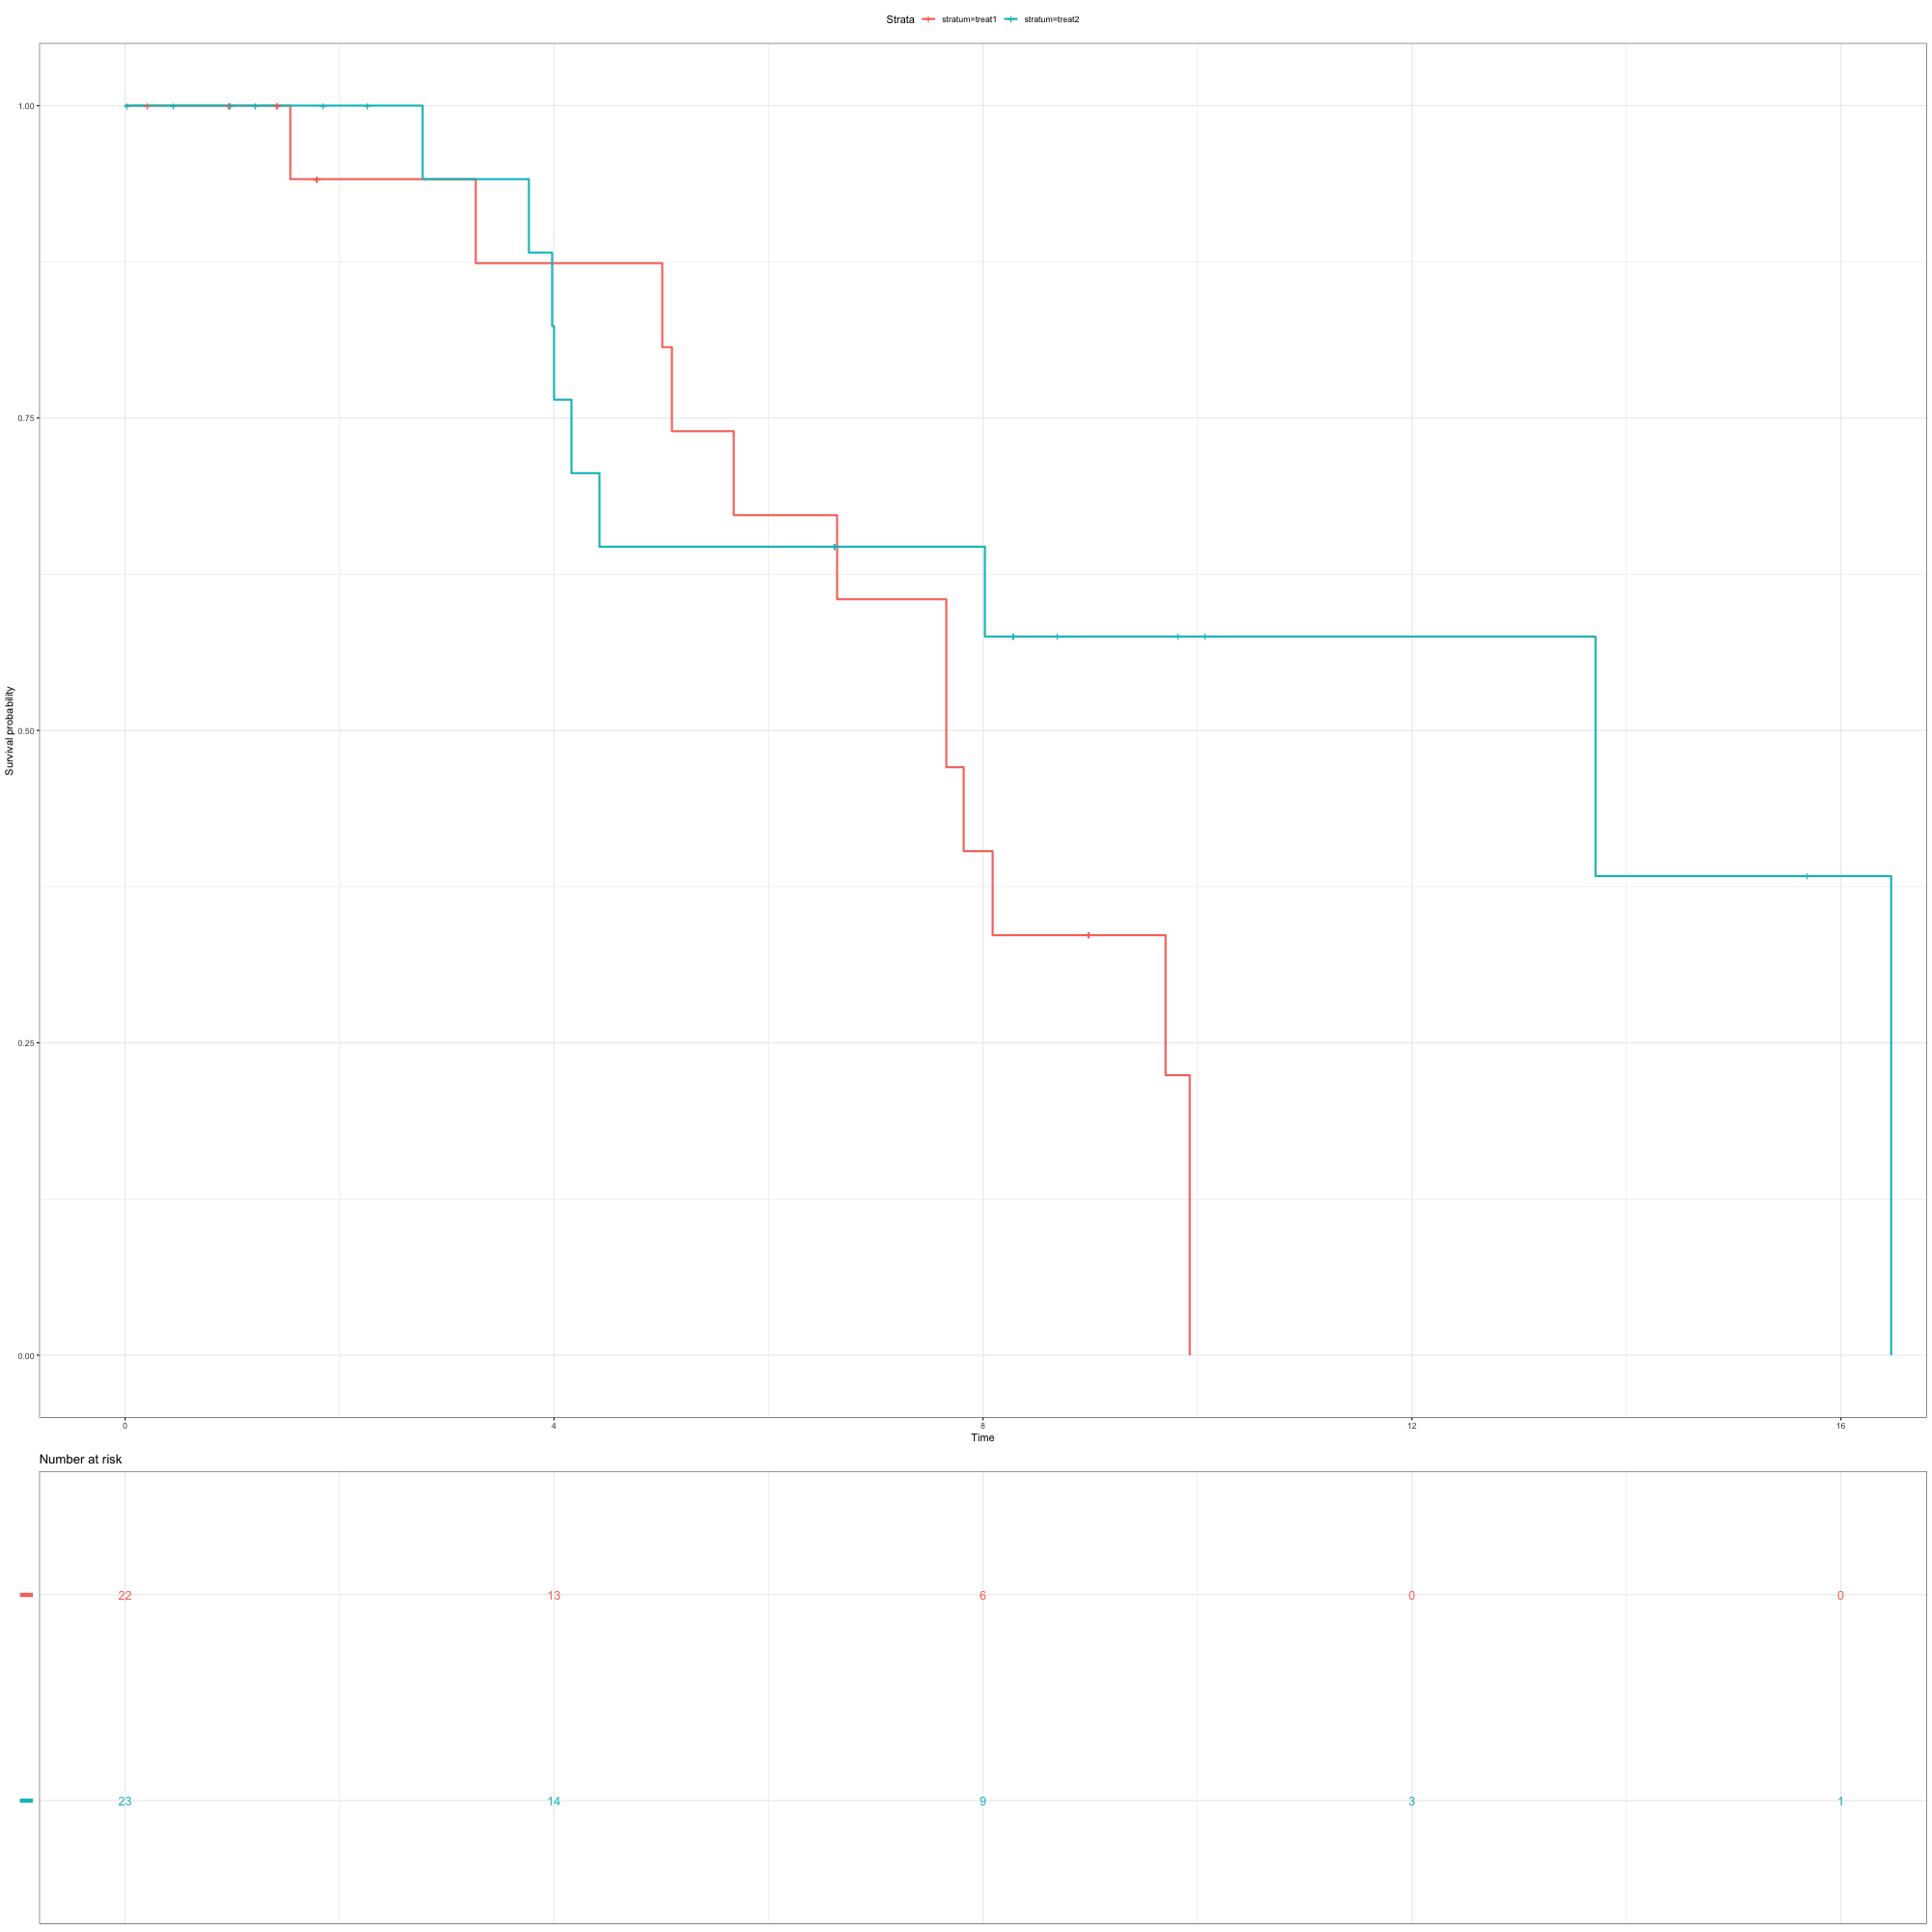 Strata stratum=treat1 stratum=treat2
1.00
0.75
0.50
0.25
0.00
Survival probability
0 4 8 12 16
Time
Number at risk
22 13 6 0 0
23 14 9 3 1